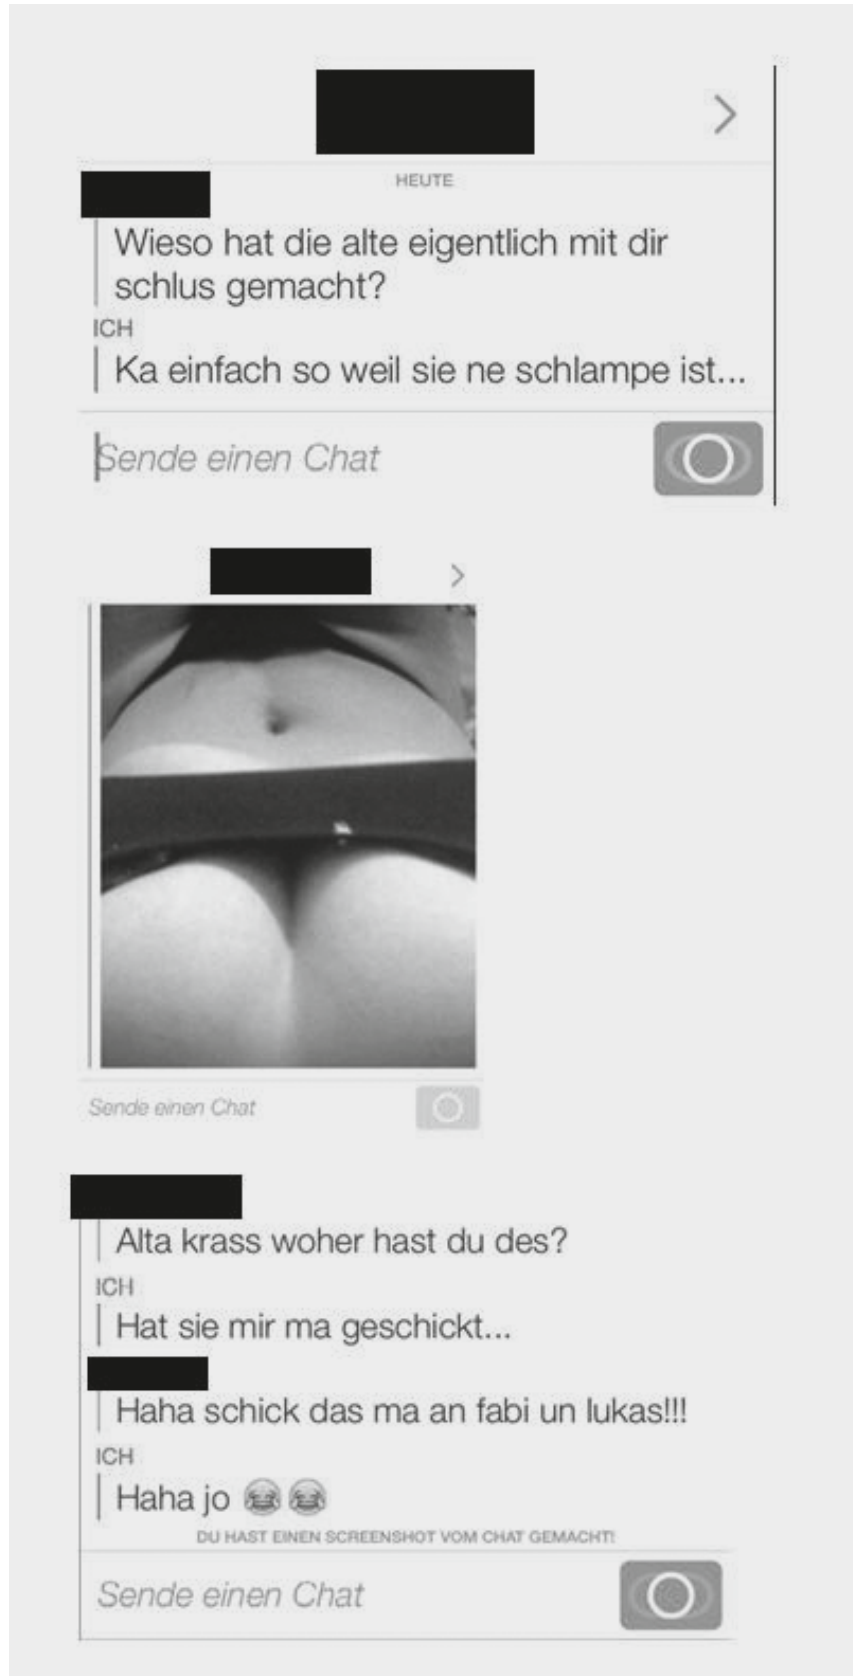 HEUTE
Wieso hat die alte eigentlich mit dir
schlus gemacht?
ICH
Ka einfach so weil sie ne schlampe ist...
Sende einen Chat
Sende einen Chat
Alta krass woher hast du des?
ICH
Hat sie mir ma geschickt...
Haha schick das ma an fabi un lukas!!!
ICH
Haha jo 😂😂
DU HAST EINEN SCREENSHOT VOM CHAT GEMACHT!
Sende einen Chat